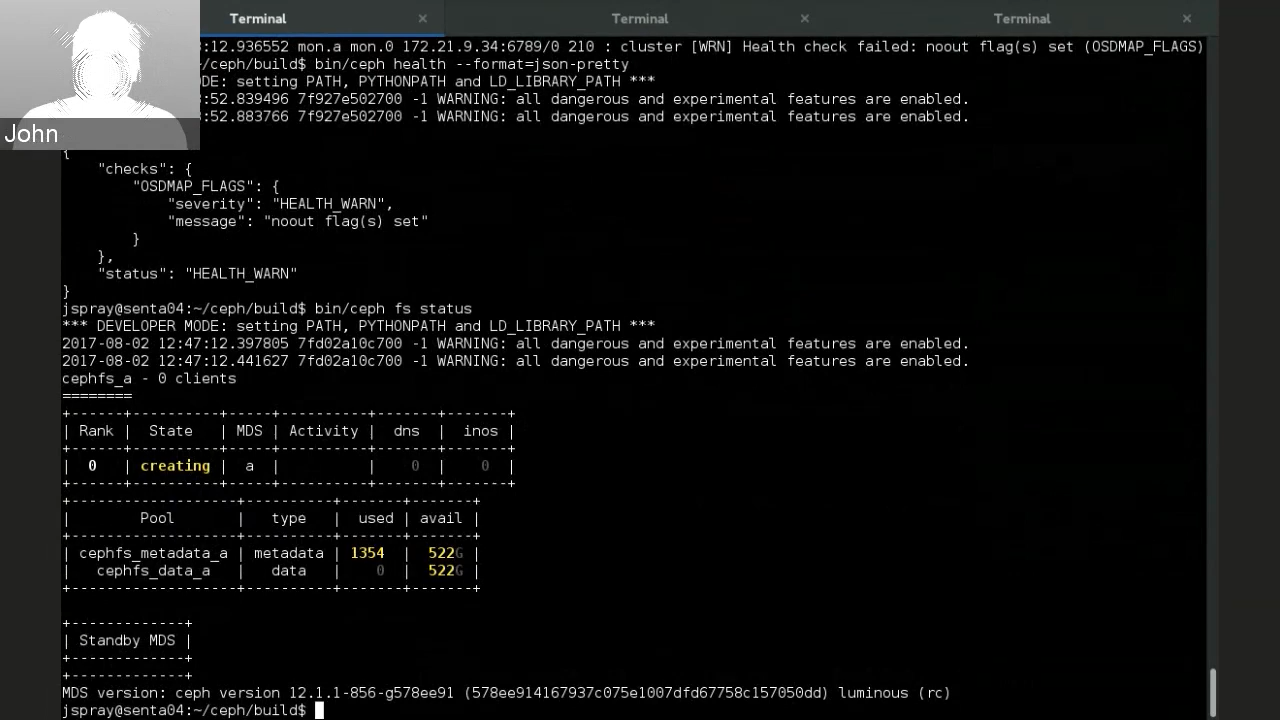 Terminal × Terminal × Terminal ×
:12.936552 mon.a mon.0 172.21.9.34:6789/0 210 : cluster [WRN] Health check failed: noout flag(s) set (OSDMAP_FLAGS)
~/ceph/build$ bin/ceph health --format=json-pretty
DE: setting PATH, PYTHONPATH and LD_LIBRARY_PATH ***
:52.839496 7f927e502700 -1 WARNING: all dangerous and experimental features are enabled.
:52.883766 7f927e502700 -1 WARNING: all dangerous and experimental features are enabled.
John
{
"checks": {
"OSDMAP_FLAGS": {
"severity": "HEALTH_WARN",
"message": "noout flag(s) set"
}
},
"status": "HEALTH_WARN"
}
jspray@senta04:~/ceph/build$ bin/ceph fs status
*** DEVELOPER MODE: setting PATH, PYTHONPATH and LD_LIBRARY_PATH ***
2017-08-02 12:47:12.397805 7fd02a10c700 -1 WARNING: all dangerous and experimental features are enabled.
2017-08-02 12:47:12.441627 7fd02a10c700 -1 WARNING: all dangerous and experimental features are enabled.
cephfs_a - 0 clients
========
+------+----------+-----+----------+-------+-------+
| Rank | State | MDS | Activity | dns | inos |
+------+----------+-----+----------+-------+-------+
| 0 | creating | a | | 0 | 0 |
+------+----------+-----+----------+-------+-------+
+--------------------+----------+-------+-------+
| Pool | type | used | avail |
+--------------------+----------+-------+-------+
| cephfs_metadata_a | metadata | 1354 | 522G |
| cephfs_data_a | data | 0 | 522G |
+--------------------+----------+-------+-------+
+-------------+
| Standby MDS |
+-------------+
+-------------+
MDS version: ceph version 12.1.1-856-g578ee91 (578ee914167937c075e1007dfd67758c157050dd) luminous (rc)
jspray@senta04:~/ceph/build$